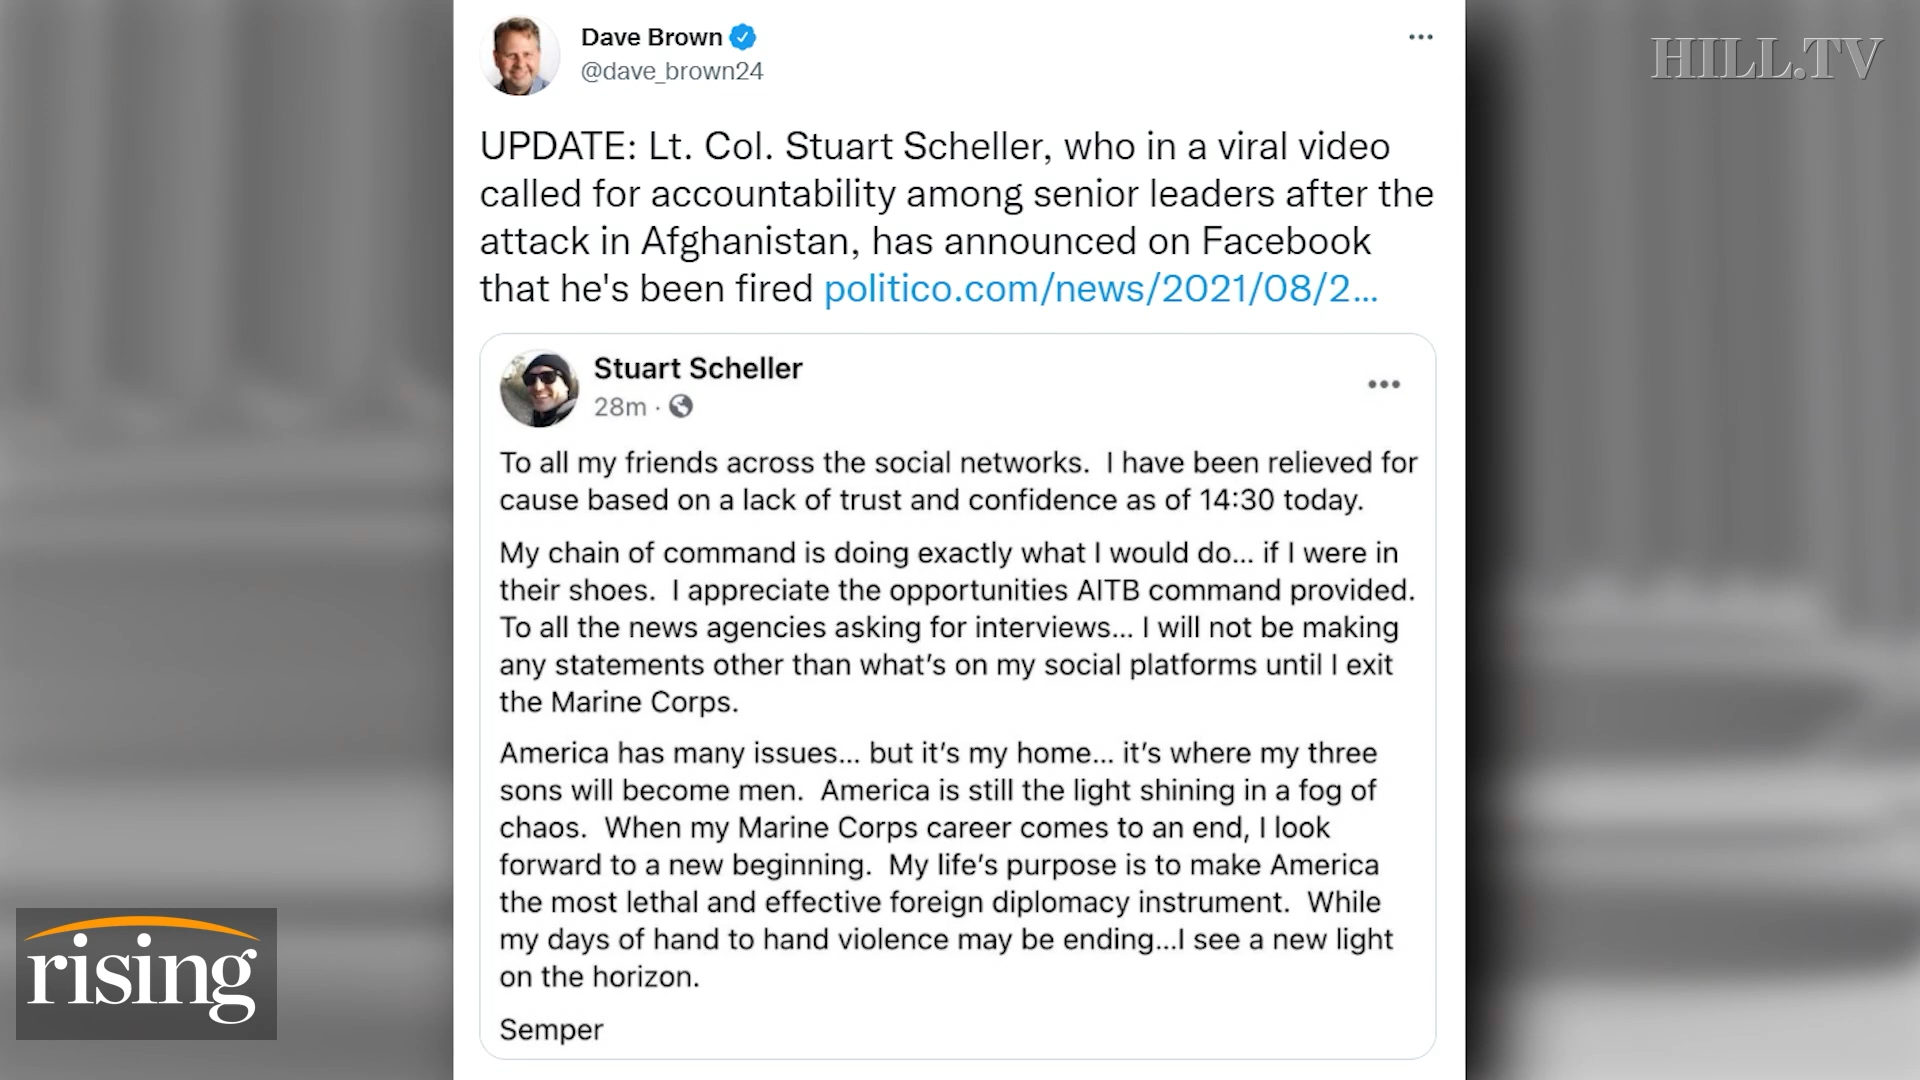 Dave Brown
@dave_brown24
HILL.TV
UPDATE: Lt. Col. Stuart Scheller, who in a viral video
called for accountability among senior leaders after the
attack in Afghanistan, has announced on Facebook
that he's been fired politico.com/news/2021/08/2…
Stuart Scheller
28m ·
To all my friends across the social networks.  I have been relieved for
cause based on a lack of trust and confidence as of 14:30 today.
My chain of command is doing exactly what I would do... if I were in
their shoes.  I appreciate the opportunities AITB command provided.
To all the news agencies asking for interviews... I will not be making
any statements other than what's on my social platforms until I exit
the Marine Corps.
America has many issues... but it's my home... it's where my three
sons will become men.  America is still the light shining in a fog of
chaos.  When my Marine Corps career comes to an end, I look
forward to a new beginning.  My life's purpose is to make America
the most lethal and effective foreign diplomacy instrument.  While
my days of hand to hand violence may be ending...I see a new light
on the horizon.
Semper
rising